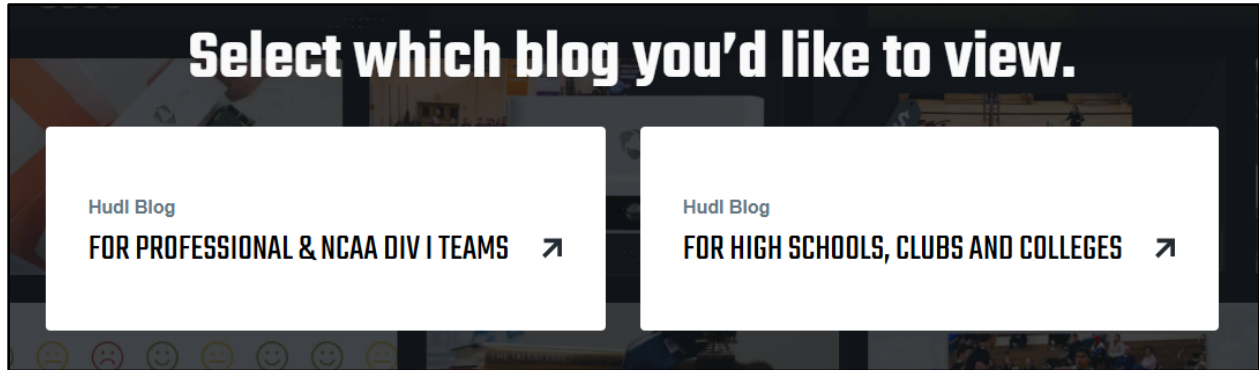 Select which blog you’d like to view.
Hudl Blog
FOR PROFESSIONAL & NCAA DIV I TEAMS
Hudl Blog
FOR HIGH SCHOOLS, CLUBS AND COLLEGES